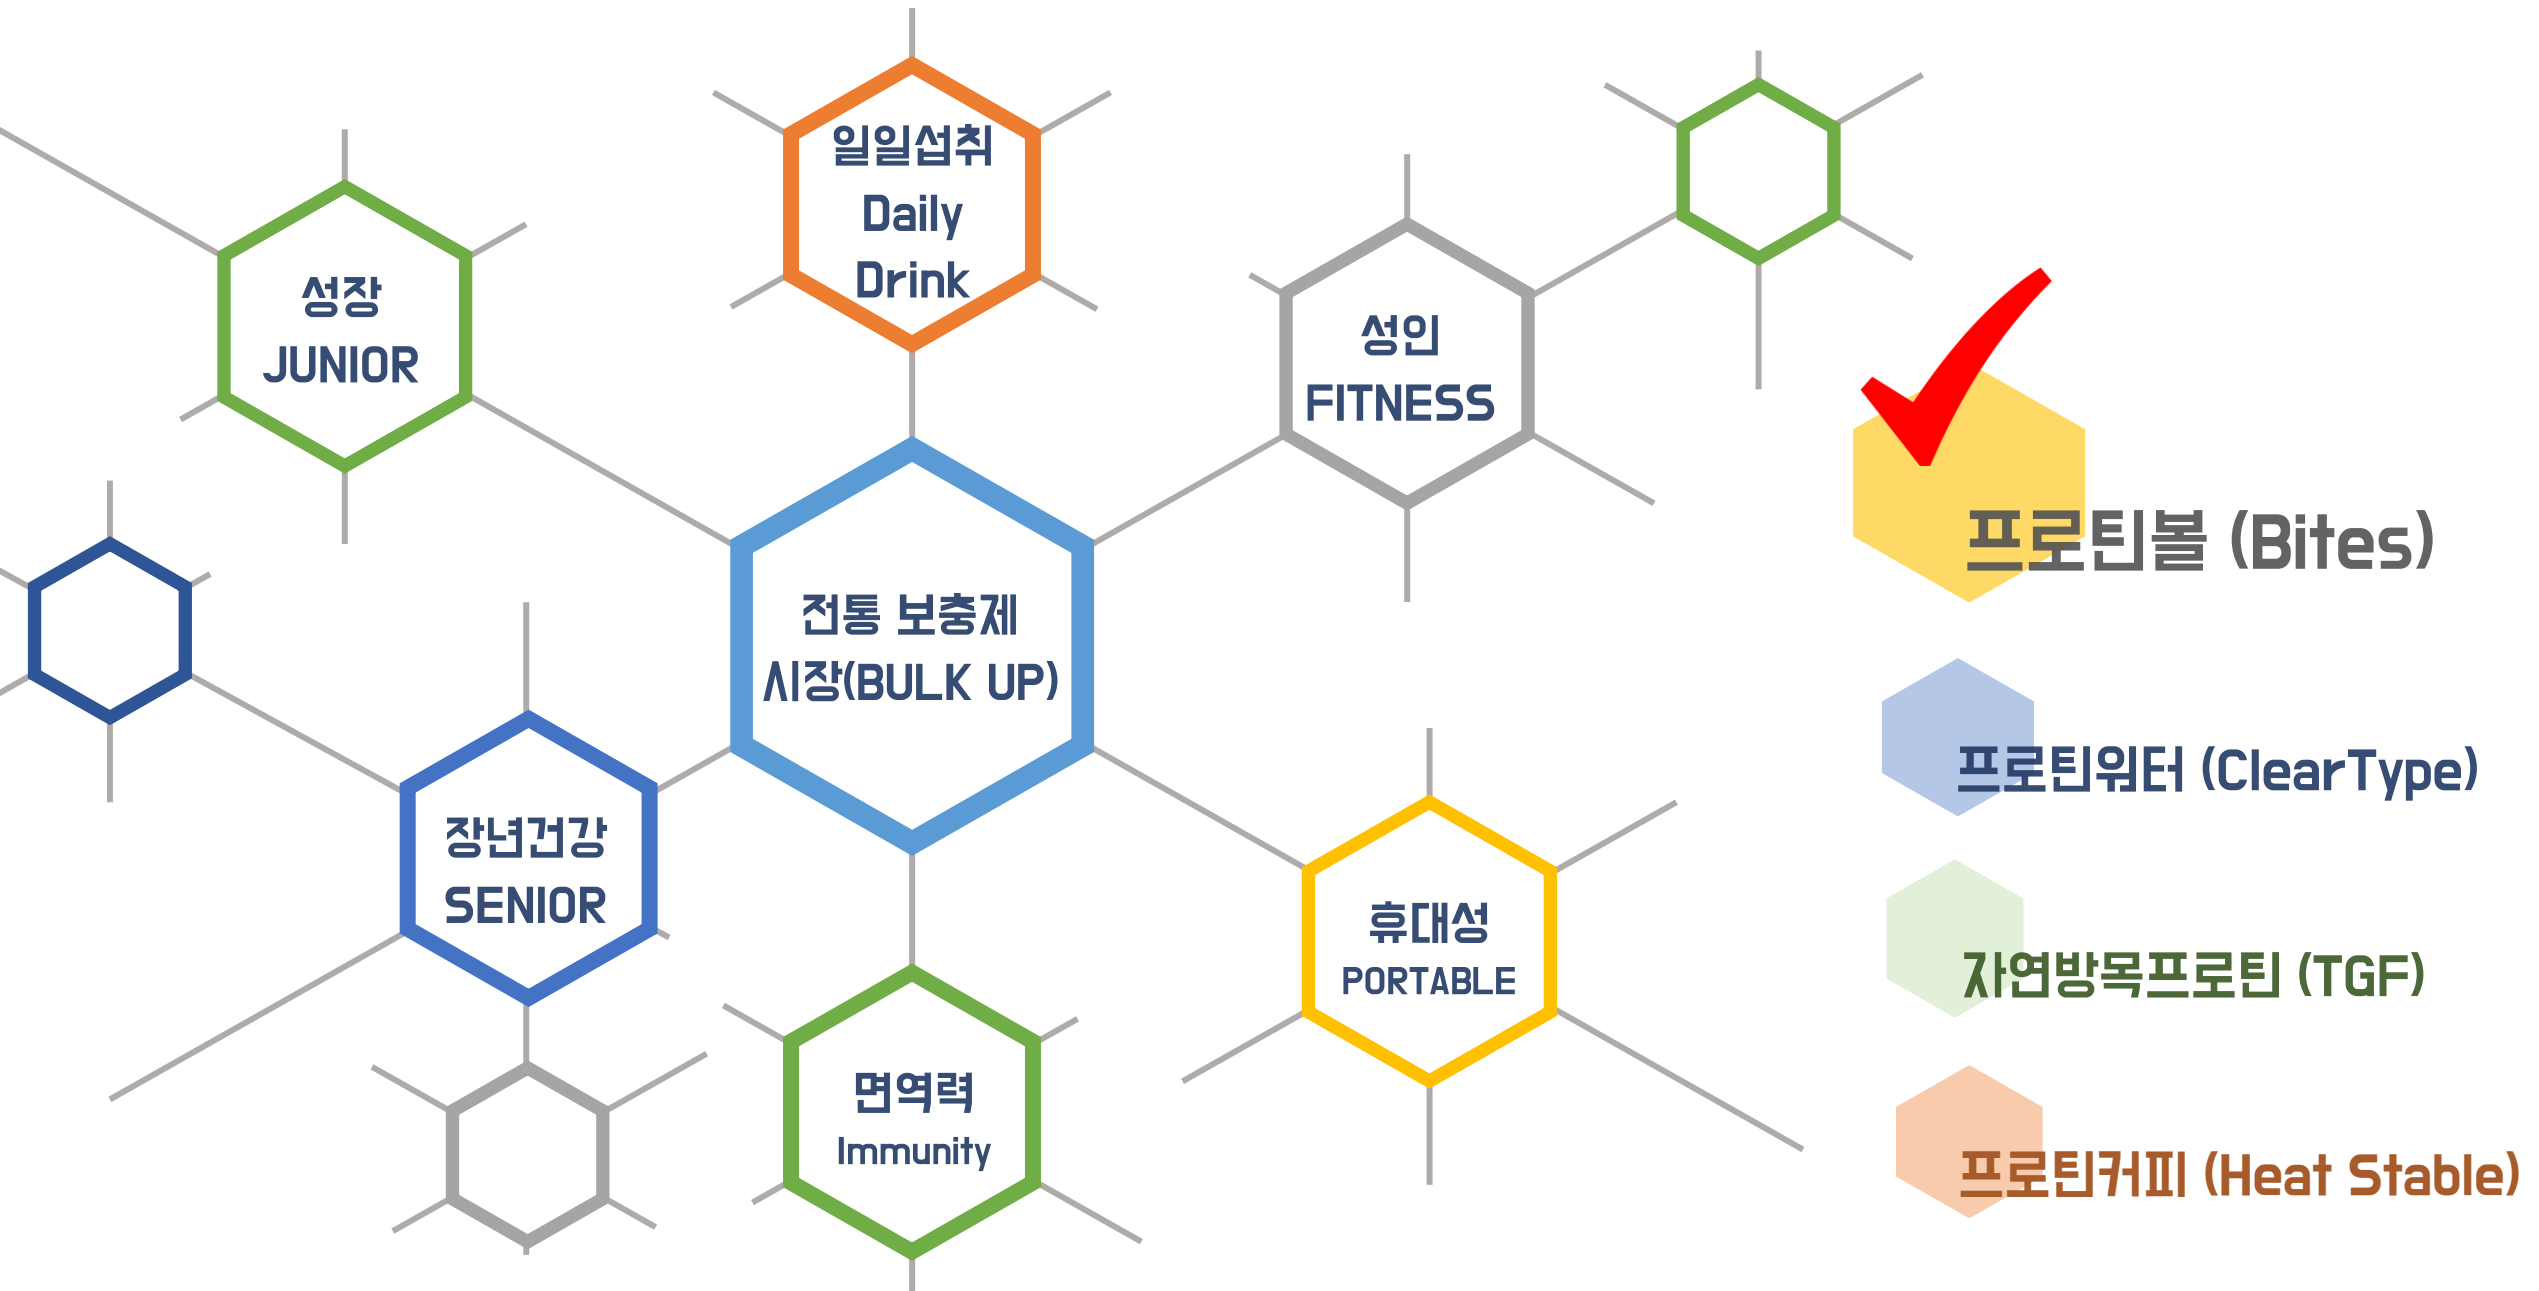 일일섭취
Daily
Drink
성장
JUNIOR
성인
FITNESS
전통 보충제
시장(BULK UP)
장년건강
SENIOR
휴대성
PORTABLE
면역력
Immunity
프로틴볼 (Bites)
프로틴워터 (ClearType)
자연방목프로틴 (TGF)
프로틴커피 (Heat Stable)